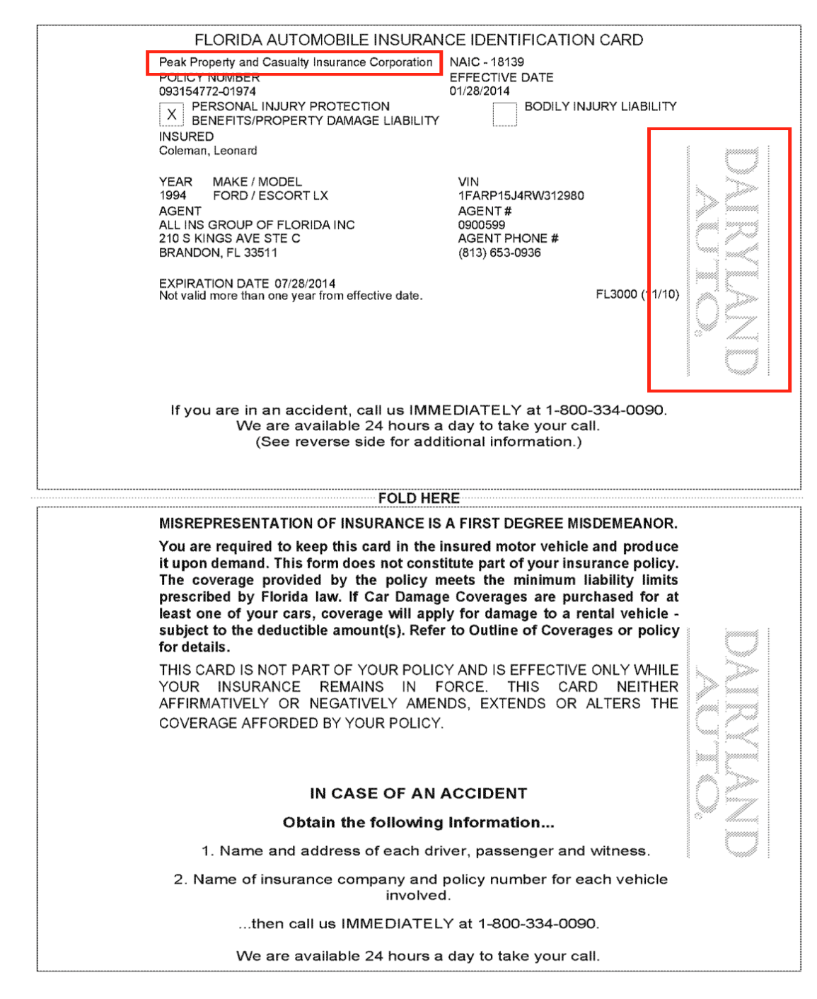 FLORIDA AUTOMOBILE INSURANCE IDENTIFICATION CARD
Peak Property and Casualty Insurance Corporation NAIC - 18139
POLICY NUMBER EFFECTIVE DATE
093154772-01974 01/28/2014
X PERSONAL INJURY PROTECTION BODILY INJURY LIABILITY
BENEFITS/PROPERTY DAMAGE LIABILITY
INSURED
Coleman, Leonard
YEAR MAKE / MODEL VIN
1994 FORD / ESCORT LX 1FARP15J4RW312980
AGENT AGENT #
ALL INS GROUP OF FLORIDA INC 0900599
210 S KINGS AVE STE C AGENT PHONE #
BRANDON, FL 33511 (813) 653-0936
EXPIRATION DATE 07/28/2014
Not valid more than one year from effective date. FL3000 (11/10)
DAIRYLAND
AUTO®
If you are in an accident, call us IMMEDIATELY at 1-800-334-0090.
We are available 24 hours a day to take your call.
(See reverse side for additional information.)
FOLD HERE
MISREPRESENTATION OF INSURANCE IS A FIRST DEGREE MISDEMEANOR.
You are required to keep this card in the insured motor vehicle and produce
it upon demand. This form does not constitute part of your insurance policy.
The coverage provided by the policy meets the minimum liability limits
prescribed by Florida law. If Car Damage Coverages are purchased for at
least one of your cars, coverage will apply for damage to a rental vehicle -
subject to the deductible amount(s). Refer to Outline of Coverages or policy
for details.
THIS CARD IS NOT PART OF YOUR POLICY AND IS EFFECTIVE ONLY WHILE
YOUR INSURANCE REMAINS IN FORCE. THIS CARD NEITHER
AFFIRMATIVELY OR NEGATIVELY AMENDS, EXTENDS OR ALTERS THE
COVERAGE AFFORDED BY YOUR POLICY.
DAIRYLAND
AUTO®
IN CASE OF AN ACCIDENT
Obtain the following Information...
1. Name and address of each driver, passenger and witness.
2. Name of insurance company and policy number for each vehicle
involved.
...then call us IMMEDIATELY at 1-800-334-0090.
We are available 24 hours a day to take your call.